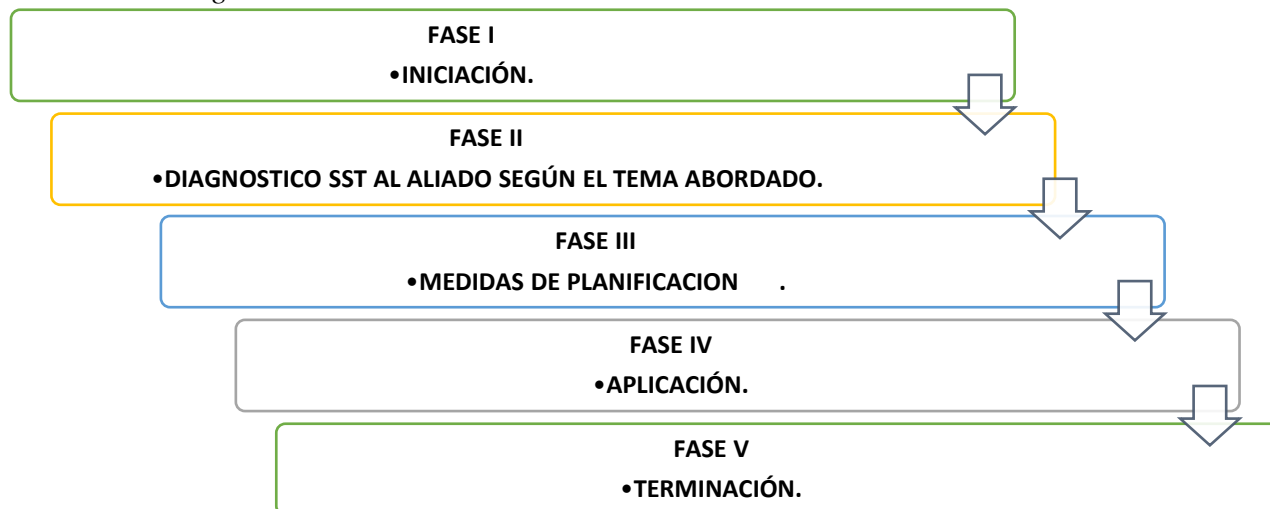 FASE I
•INICIACIÓN.
FASE II
•DIAGNOSTICO SST AL ALIADO SEGÚN EL TEMA ABORDADO.
FASE III
•MEDIDAS DE PLANIFICACION .
FASE IV
•APLICACIÓN.
FASE V
•TERMINACIÓN.